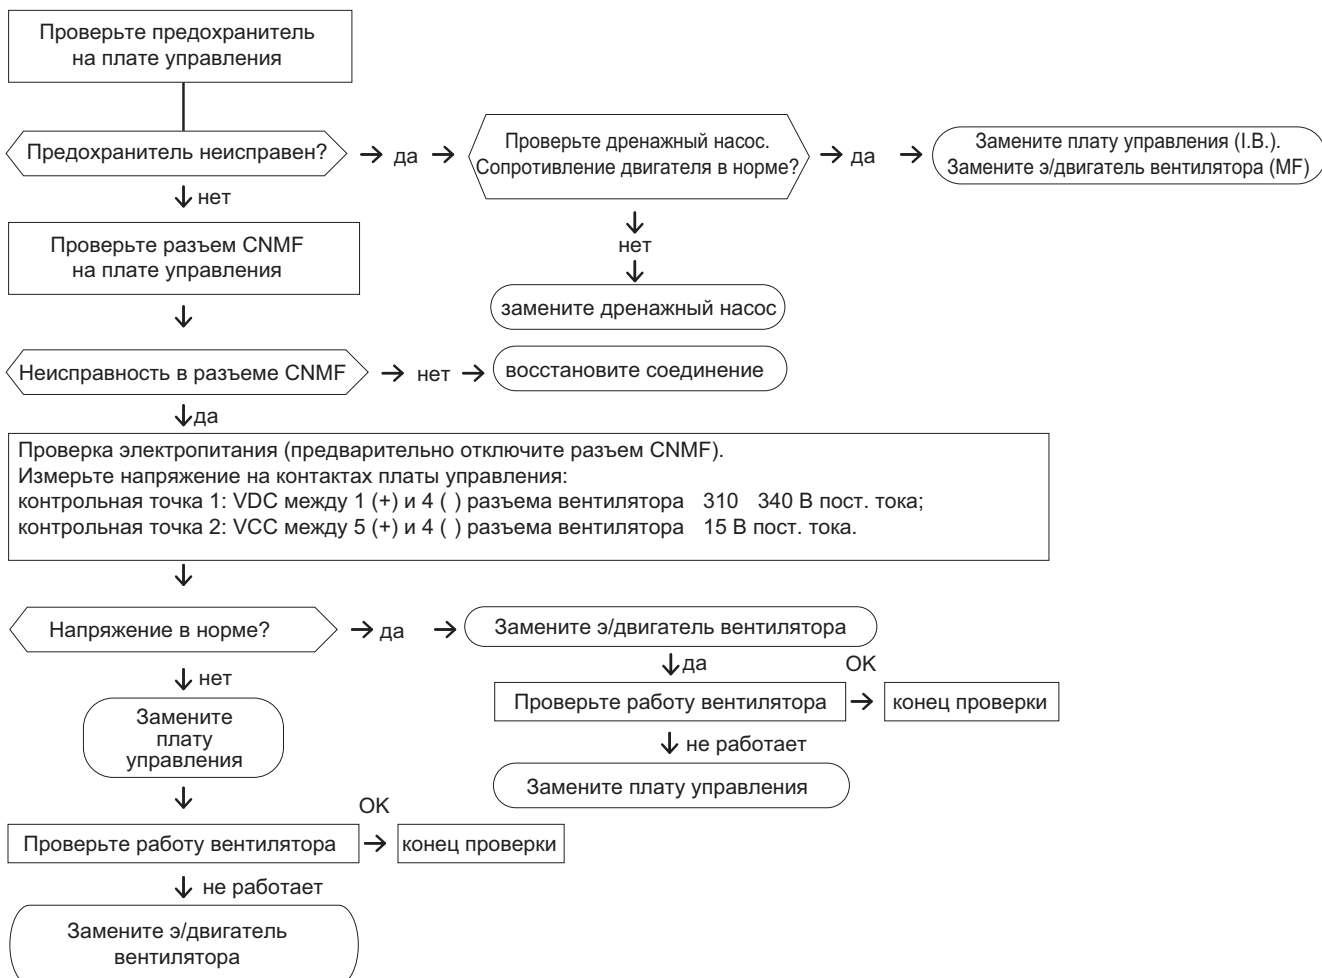 Проверьте предохранитель
на плате управления
Предохранитель неисправен?
да
Проверьте дренажный насос.
Сопротивление двигателя в норме?
да
Замените плату управления (I.B.).
Замените э/двигатель вентилятора (MF)
нет
нет
Проверьте разъем CNMF
на плате управления
замените дренажный насос
Неисправность в разъеме CNMF
нет
восстановите соединение
да
Проверка электропитания (предварительно отключите разъем CNMF).
Измерьте напряжение на контактах платы управления:
контрольная точка 1: VDC между 1 (+) и 4 ( ) разъема вентилятора 310 340 В пост. тока;
контрольная точка 2: VCC между 5 (+) и 4 ( ) разъема вентилятора 15 В пост. тока.
Напряжение в норме?
да
Замените э/двигатель вентилятора
нет
да
OK
Проверьте работу вентилятора
конец проверки
Замените
плату
управления
не работает
Замените плату управления
OK
Проверьте работу вентилятора
конец проверки
не работает
Замените э/двигатель
вентилятора